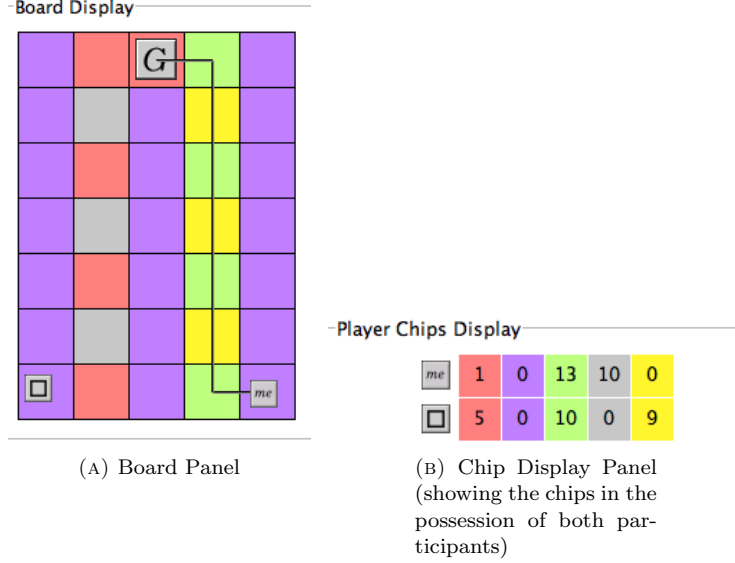 Board Display
G
me
(A) Board Panel
Player Chips Display
me 1 0 13 10 0
5 0 10 0 9
(B) Chip Display Panel
(showing the chips in the
possession of both par-
ticipants)